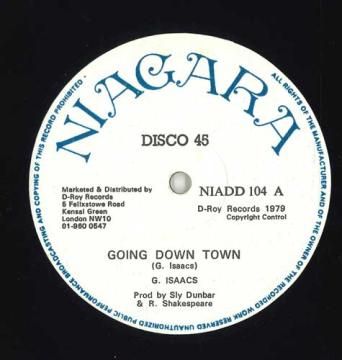 NIAGARA
DISCO 45
Marketed & Distributed by
D-Roy Records
5 Felixstowe Road
Kensal Green
London NW10
01-960 0547
NIADD 104 A
D-Roy Records 1979
Copyright Control
GOING DOWN TOWN
(G. Isaacs)
G. ISAACS
Prod by Sly Dunbar
& R. Shakespeare
ALL RIGHTS OF THE MANUFACTURER AND OF THE OWNER OF THE RECORDED WORK RESERVED UNAUTHORIZED PUBLIC PERFORMANCE BROADCASTING AND COPYING OF THIS RECORD PROHIBITED